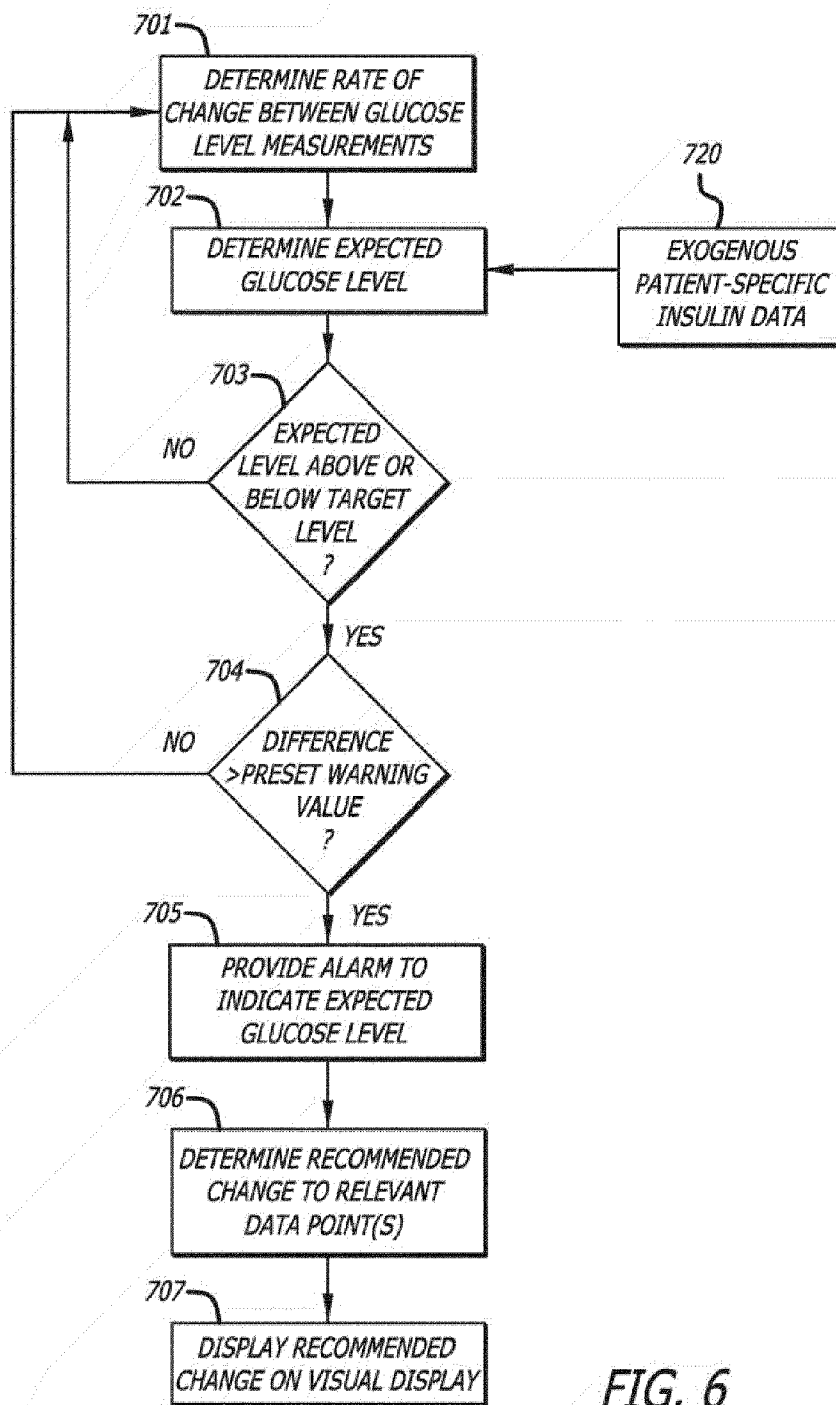 701
DETERMINE RATE OF
CHANGE BETWEEN GLUCOSE
LEVEL MEASUREMENTS
702
DETERMINE EXPECTED
GLUCOSE LEVEL
720
EXOGENOUS
PATIENT-SPECIFIC
INSULIN DATA
703
NO
EXPECTED
LEVEL ABOVE OR
BELOW TARGET
LEVEL
?
YES
704
NO
DIFFERENCE
>PRESET WARNING
VALUE
?
YES
705
PROVIDE ALARM TO
INDICATE EXPECTED
GLUCOSE LEVEL
706
DETERMINE RECOMMENDED
CHANGE TO RELEVANT
DATA POINT(S)
707
DISPLAY RECOMMENDED
CHANGE ON VISUAL DISPLAY
FIG. 6